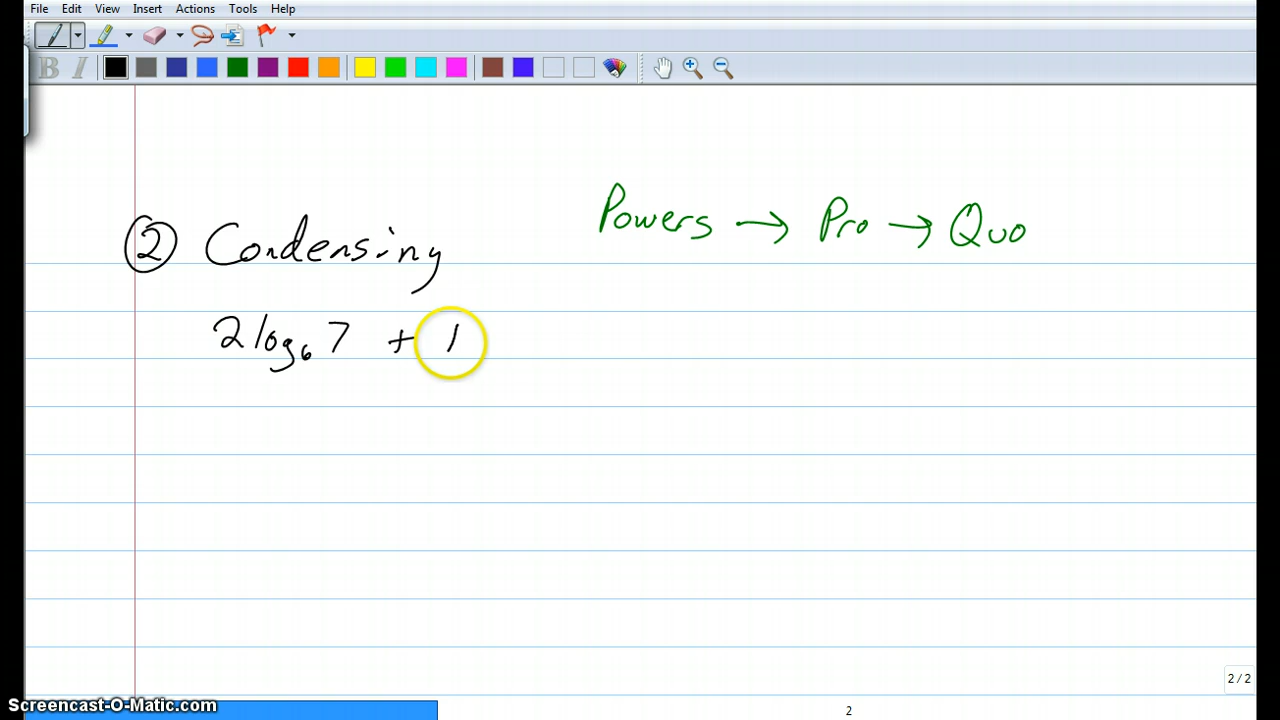 File Edit View Insert Actions Tools Help
B I
Powers → Pro → Quo
② Condensing
2 log₆ 7 + 1
2 / 2
Screencast-O-Matic.com
2